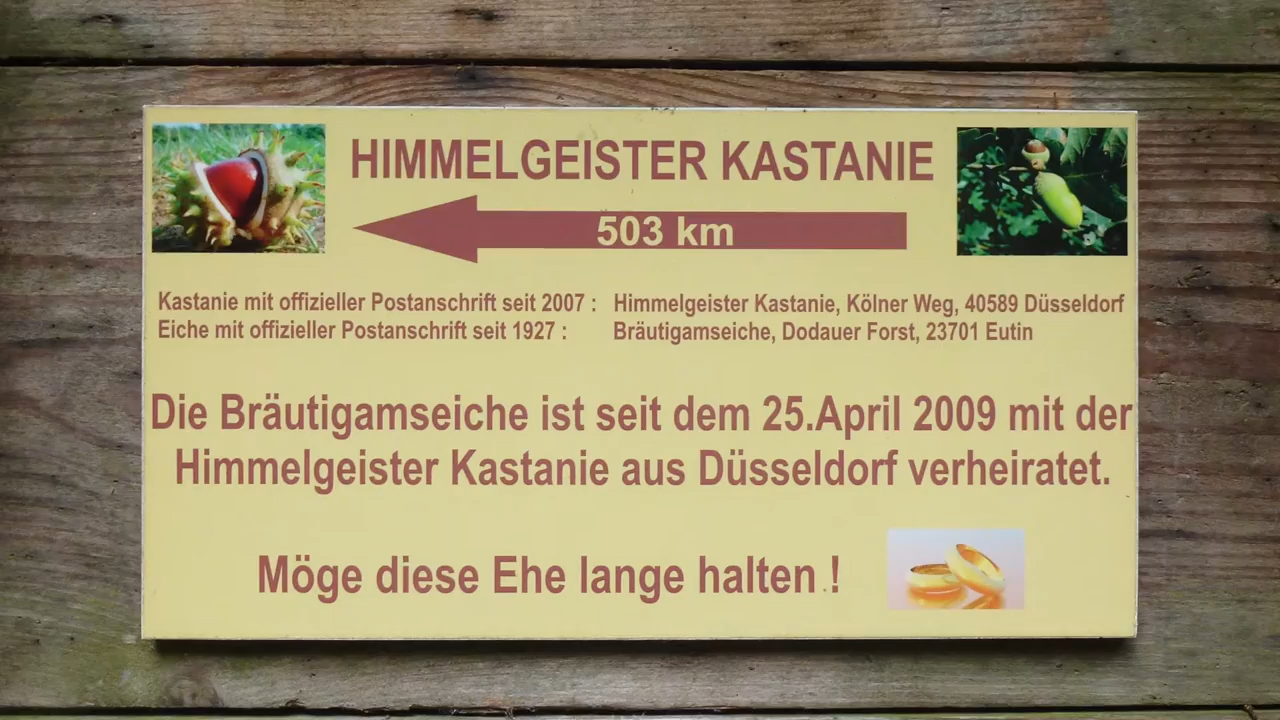 HIMMELGEISTER KASTANIE
503 km
Kastanie mit offizieller Postanschrift seit 2007 : Himmelgeister Kastanie, Kölner Weg, 40589 Düsseldorf
Eiche mit offizieller Postanschrift seit 1927 : Bräutigamseiche, Dodauer Forst, 23701 Eutin
Die Bräutigamseiche ist seit dem 25.April 2009 mit der
Himmelgeister Kastanie aus Düsseldorf verheiratet.
Möge diese Ehe lange halten !